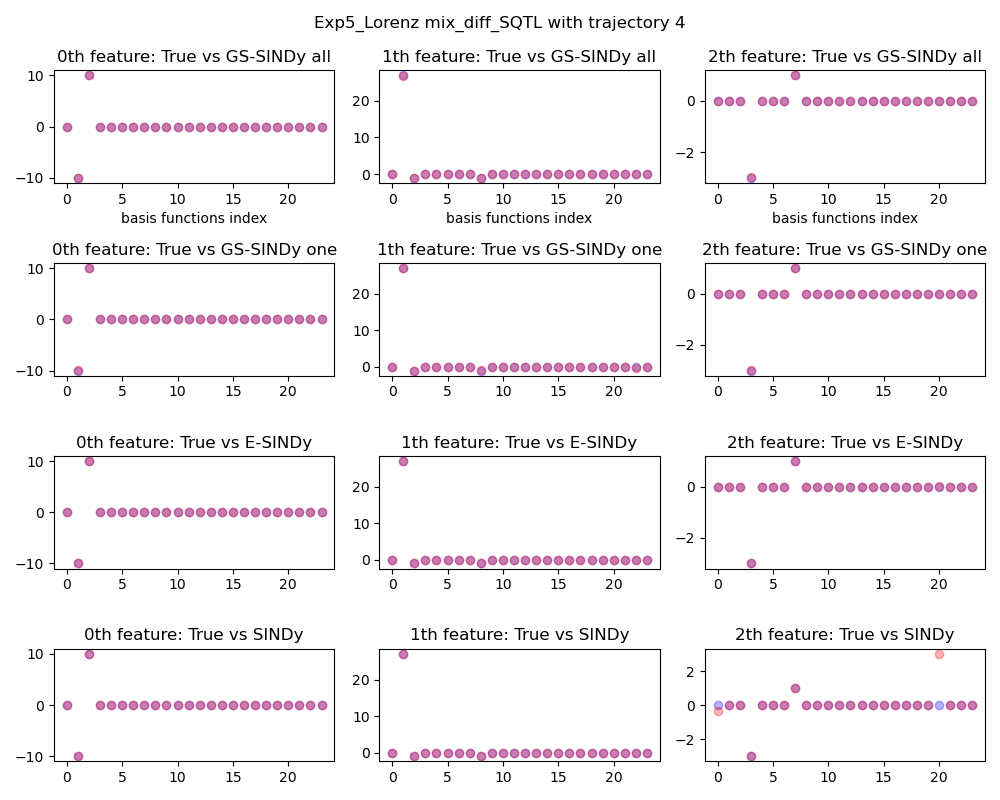 Exp5_Lorenz mix_diff_SQTL with trajectory 4
0th feature: True vs GS-SINDy all
1th feature: True vs GS-SINDy all
2th feature: True vs GS-SINDy all
10
0
−10
20
10
0
0
−2
0 5 10 15 20
0 5 10 15 20
0 5 10 15 20
basis functions index
basis functions index
basis functions index
0th feature: True vs GS-SINDy one
1th feature: True vs GS-SINDy one
2th feature: True vs GS-SINDy one
10
0
−10
20
10
0
0
−2
0 5 10 15 20
0 5 10 15 20
0 5 10 15 20
0th feature: True vs E-SINDy
1th feature: True vs E-SINDy
2th feature: True vs E-SINDy
10
0
−10
20
10
0
0
−2
0 5 10 15 20
0 5 10 15 20
0 5 10 15 20
0th feature: True vs SINDy
1th feature: True vs SINDy
2th feature: True vs SINDy
10
0
−10
20
10
0
2
0
−2
0 5 10 15 20
0 5 10 15 20
0 5 10 15 20